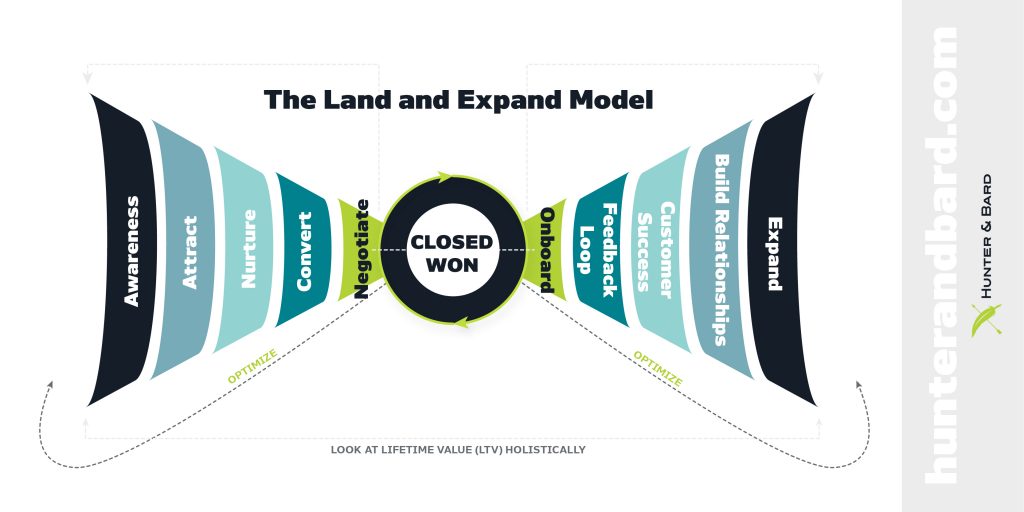 The Land and Expand Model
Awareness
Attract
Nurture
Convert
Negotiate
CLOSED
WON
Onboard
Feedback
Loop
Customer
Success
Build Relationships
Expand
OPTIMIZE
OPTIMIZE
LOOK AT LIFETIME VALUE (LTV) HOLISTICALLY
hunterandbard.com
HUNTER & BARD